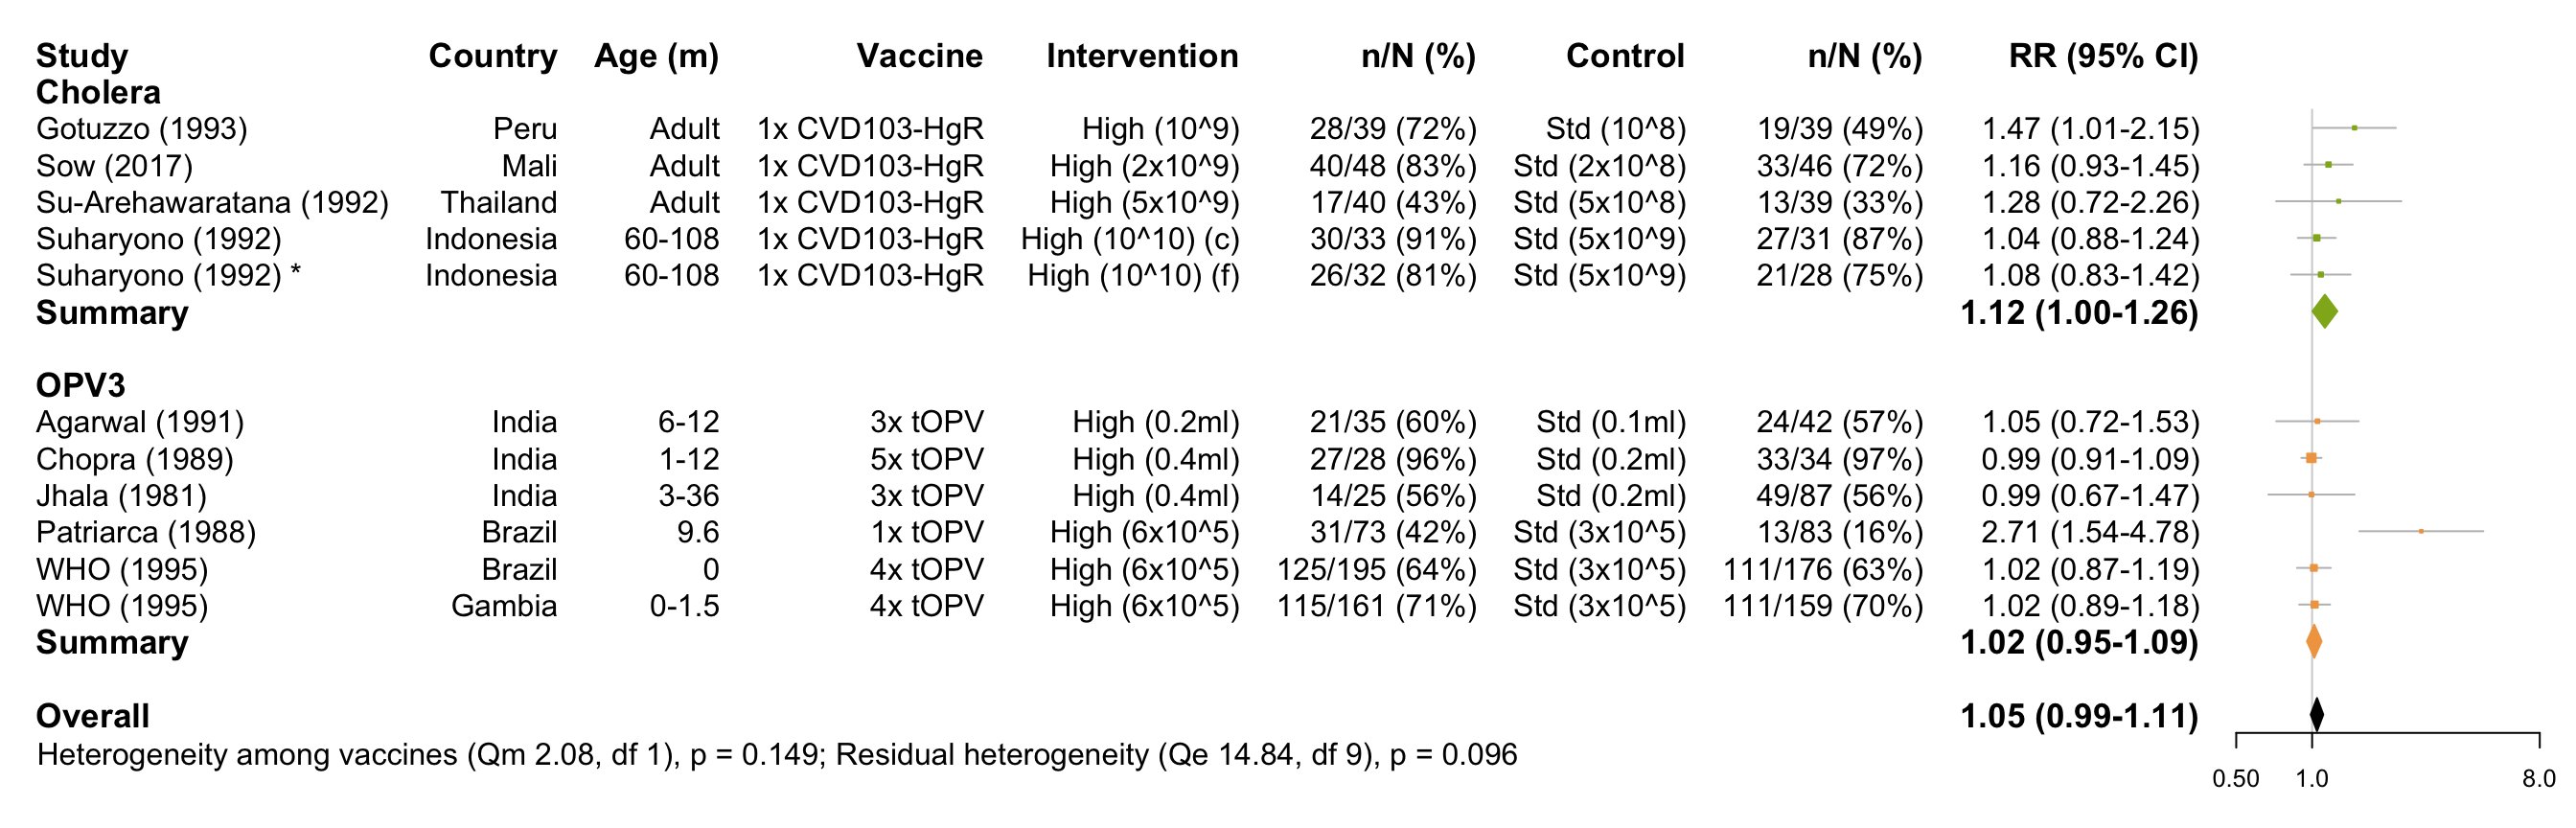 Study Country Age (m) Vaccine Intervention n/N (%) Control n/N (%) RR (95% CI)
Cholera
Gotuzzo (1993) Peru Adult 1x CVD103-HgR High (10^9) 28/39 (72%) Std (10^8) 19/39 (49%) 1.47 (1.01-2.15)
Sow (2017) Mali Adult 1x CVD103-HgR High (2x10^9) 40/48 (83%) Std (2x10^8) 33/46 (72%) 1.16 (0.93-1.45)
Su-Arehawaratana (1992) Thailand Adult 1x CVD103-HgR High (5x10^9) 17/40 (43%) Std (5x10^8) 13/39 (33%) 1.28 (0.72-2.26)
Suharyono (1992) Indonesia 60-108 1x CVD103-HgR High (10^10) (c) 30/33 (91%) Std (5x10^9) 27/31 (87%) 1.04 (0.88-1.24)
Suharyono (1992) * Indonesia 60-108 1x CVD103-HgR High (10^10) (f) 26/32 (81%) Std (5x10^9) 21/28 (75%) 1.08 (0.83-1.42)
Summary 1.12 (1.00-1.26)
OPV3
Agarwal (1991) India 6-12 3x tOPV High (0.2ml) 21/35 (60%) Std (0.1ml) 24/42 (57%) 1.05 (0.72-1.53)
Chopra (1989) India 1-12 5x tOPV High (0.4ml) 27/28 (96%) Std (0.2ml) 33/34 (97%) 0.99 (0.91-1.09)
Jhala (1981) India 3-36 3x tOPV High (0.4ml) 14/25 (56%) Std (0.2ml) 49/87 (56%) 0.99 (0.67-1.47)
Patriarca (1988) Brazil 9.6 1x tOPV High (6x10^5) 31/73 (42%) Std (3x10^5) 13/83 (16%) 2.71 (1.54-4.78)
WHO (1995) Brazil 0 4x tOPV High (6x10^5) 125/195 (64%) Std (3x10^5) 111/176 (63%) 1.02 (0.87-1.19)
WHO (1995) Gambia 0-1.5 4x tOPV High (6x10^5) 115/161 (71%) Std (3x10^5) 111/159 (70%) 1.02 (0.89-1.18)
Summary 1.02 (0.95-1.09)
Overall 1.05 (0.99-1.11)
Heterogeneity among vaccines (Qm 2.08, df 1), p = 0.149; Residual heterogeneity (Qe 14.84, df 9), p = 0.096
0.50 1.0 8.0